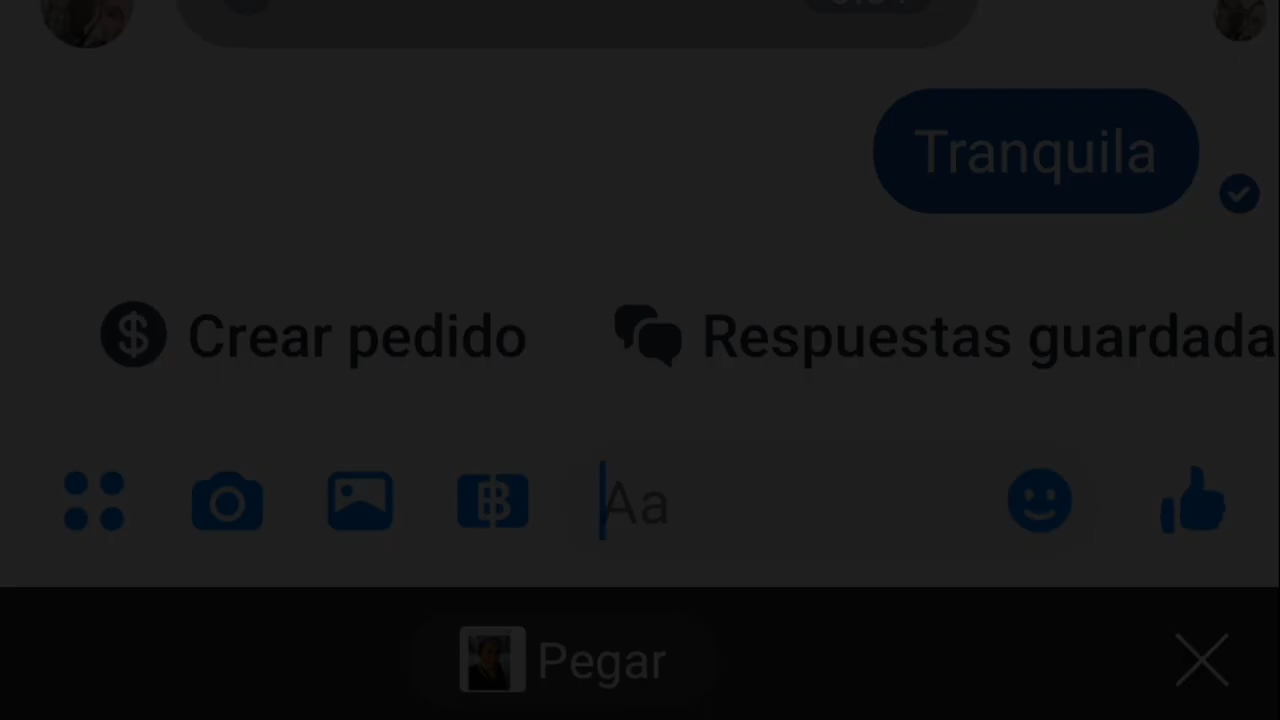 Tranquila
Crear pedido
Respuestas guardada
Aa
Pegar